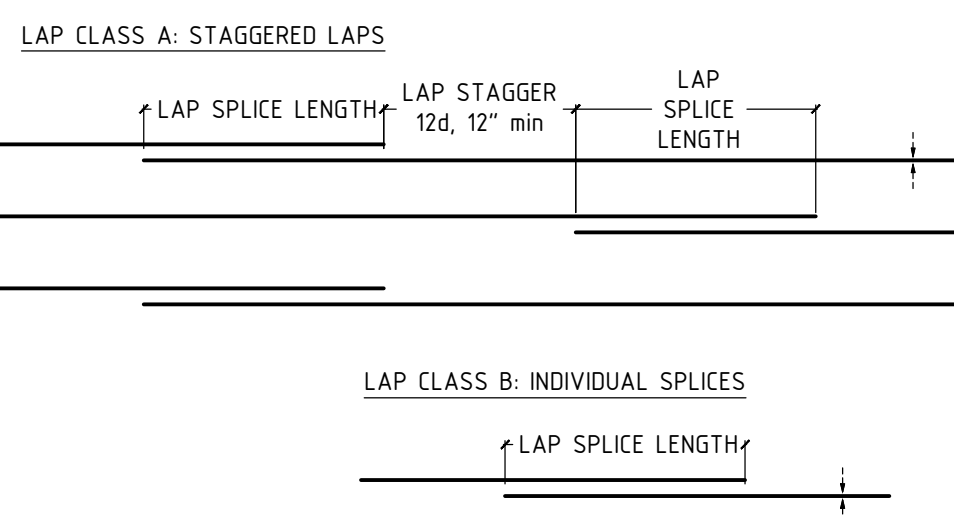 LAP CLASS A: STAGGERED LAPS
LAP SPLICE LENGTH
LAP STAGGER
12d, 12" min
LAP
SPLICE
LENGTH
LAP CLASS B: INDIVIDUAL SPLICES
LAP SPLICE LENGTH